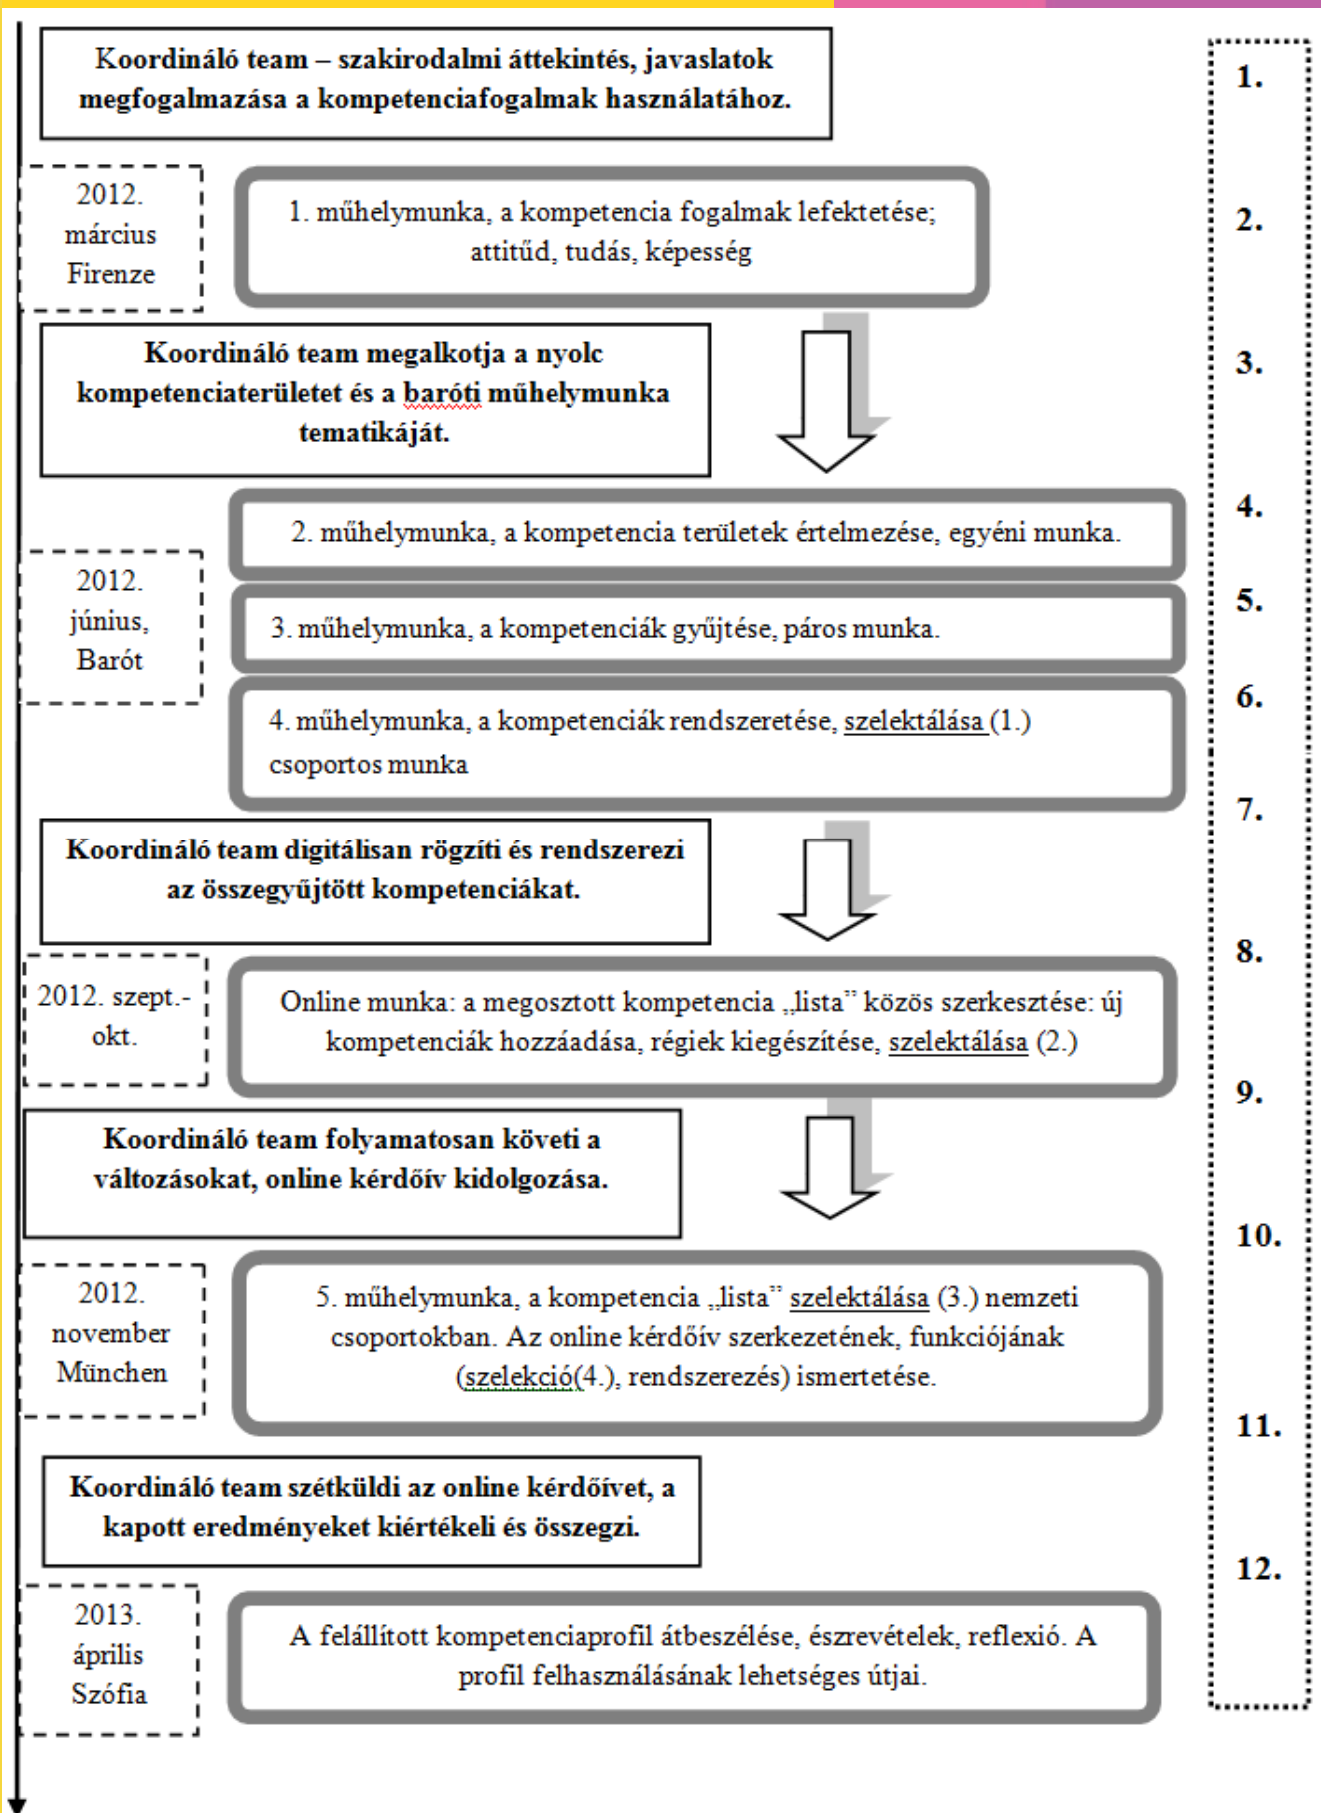 Koordináló team – szakirodalmi áttekintés, javaslatok
megfogalmazása a kompetenciafogalmak használatához.
1.
2012.
március
Firenze
1. műhelymunka, a kompetencia fogalmak lefektetése;
attitűd, tudás, képesség
2.
Koordináló team megalkotja a nyolc
kompetenciaterületet és a baróti műhelymunka
tematikáját.
3.
2. műhelymunka, a kompetencia területek értelmezése, egyéni munka.
4.
2012.
június,
Barót
3. műhelymunka, a kompetenciák gyűjtése, páros munka.
5.
4. műhelymunka, a kompetenciák rendszeretése, szelektálása (1.)
csoportos munka
6.
Koordináló team digitálisan rögzíti és rendszerezi
az összegyűjtött kompetenciákat.
7.
2012. szept.-
okt.
Online munka: a megosztott kompetencia „lista” közös szerkesztése: új
kompetenciák hozzáadása, régiek kiegészítése, szelektálása (2.)
8.
Koordináló team folyamatosan követi a
változásokat, online kérdőív kidolgozása.
9.
2012.
november
München
5. műhelymunka, a kompetencia „lista” szelektálása (3.) nemzeti
csoportokban. Az online kérdőív szerkezetének, funkciójának
(szelekció(4.), rendszerezés) ismertetése.
10.
Koordináló team szétküldi az online kérdőívet, a
kapott eredményeket kiértékeli és összegzi.
11.
2013.
április
Szófia
A felállított kompetenciaprofil átbeszélése, észrevételek, reflexió. A
profil felhasználásának lehetséges útjai.
12.